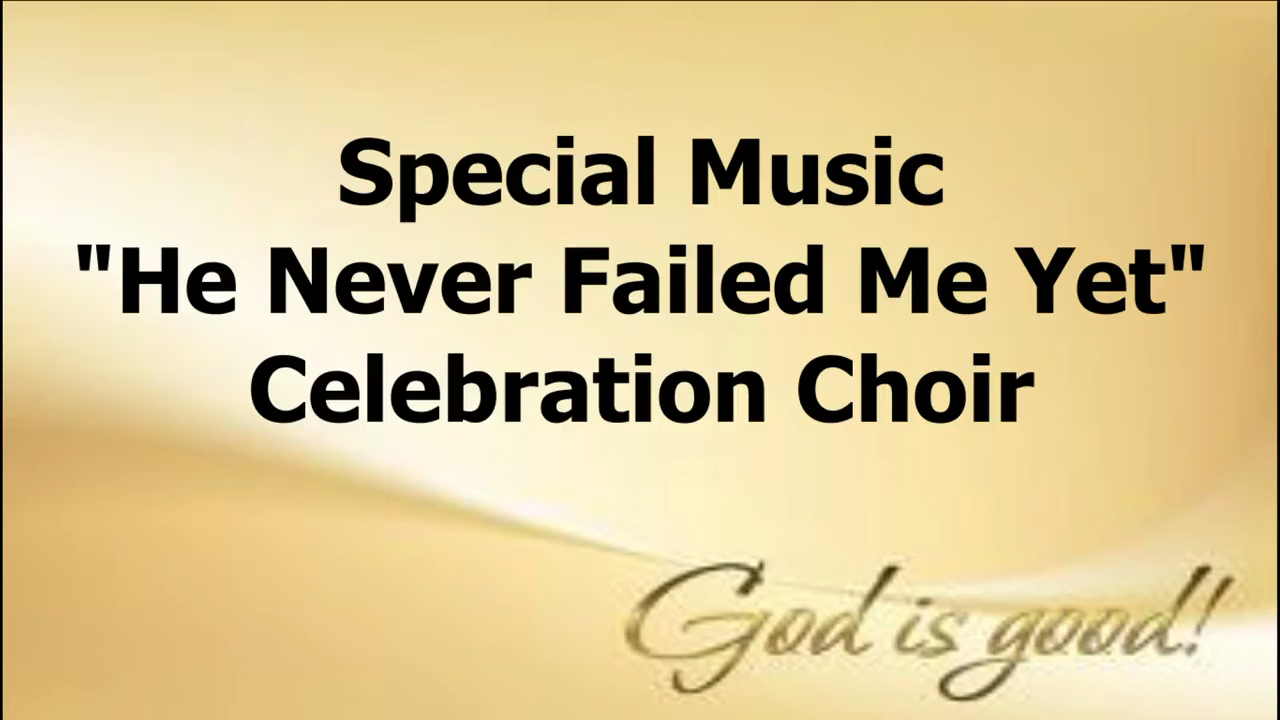 Special Music
"He Never Failed Me Yet"
Celebration Choir
God is good!